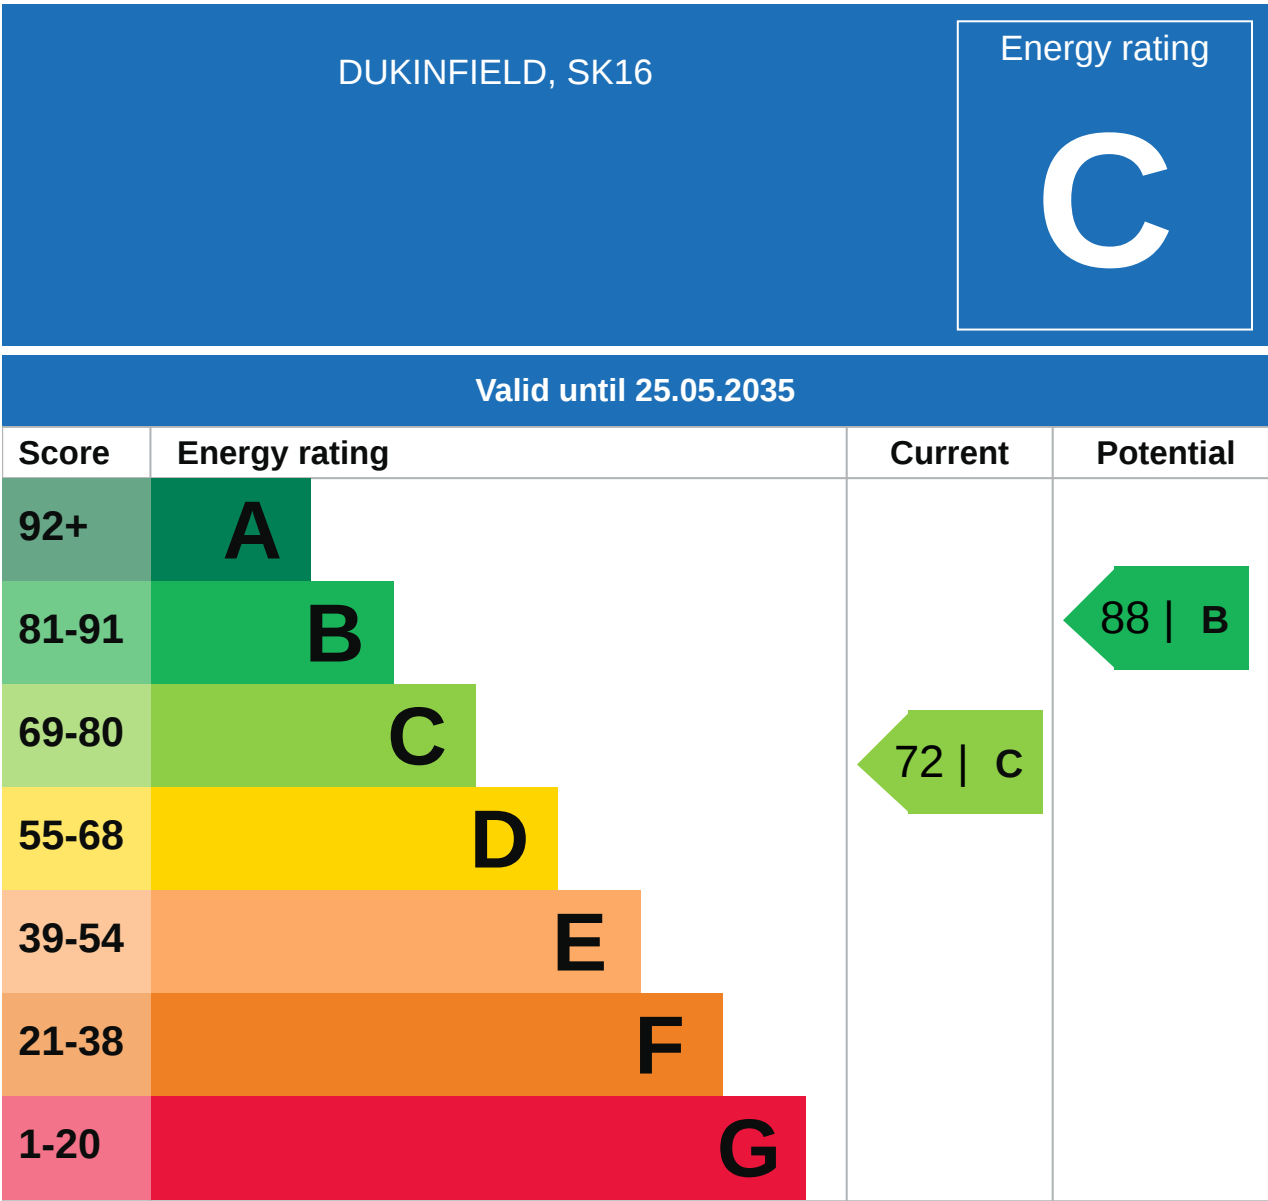 DUKINFIELD, SK16
Energy rating
C
Valid until 25.05.2035
Score Energy rating Current Potential
92+ A
81-91 B
88 | B
69-80 C
72 | C
55-68 D
39-54 E
21-38 F
1-20 G